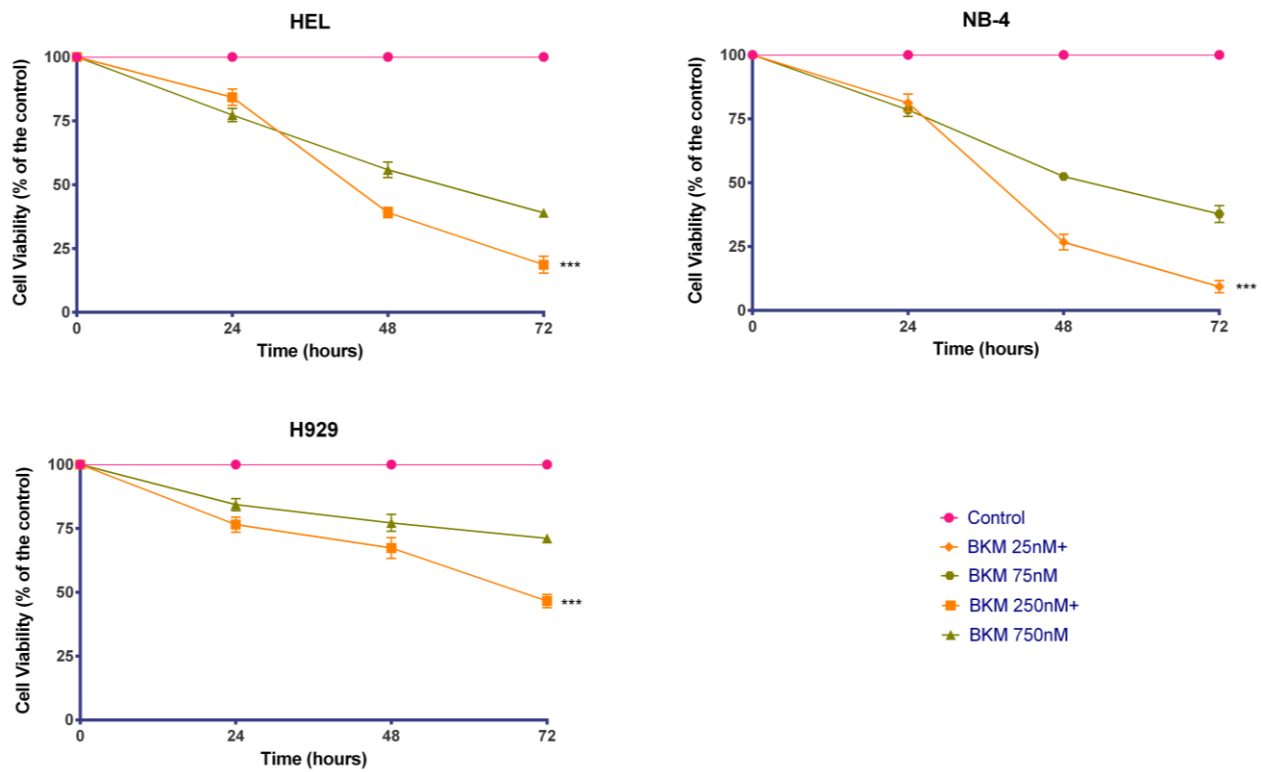 HEL
Cell Viability (% of the control)
100
75
50
25
0
0 24 48 72
Time (hours)
***
NB-4
Cell Viability (% of the control)
100
75
50
25
0
0 24 48 72
Time (hours)
***
H929
Cell Viability (% of the control)
100
75
50
25
0
0 24 48 72
Time (hours)
***
Control
BKM 25nM+
BKM 75nM
BKM 250nM+
BKM 750nM